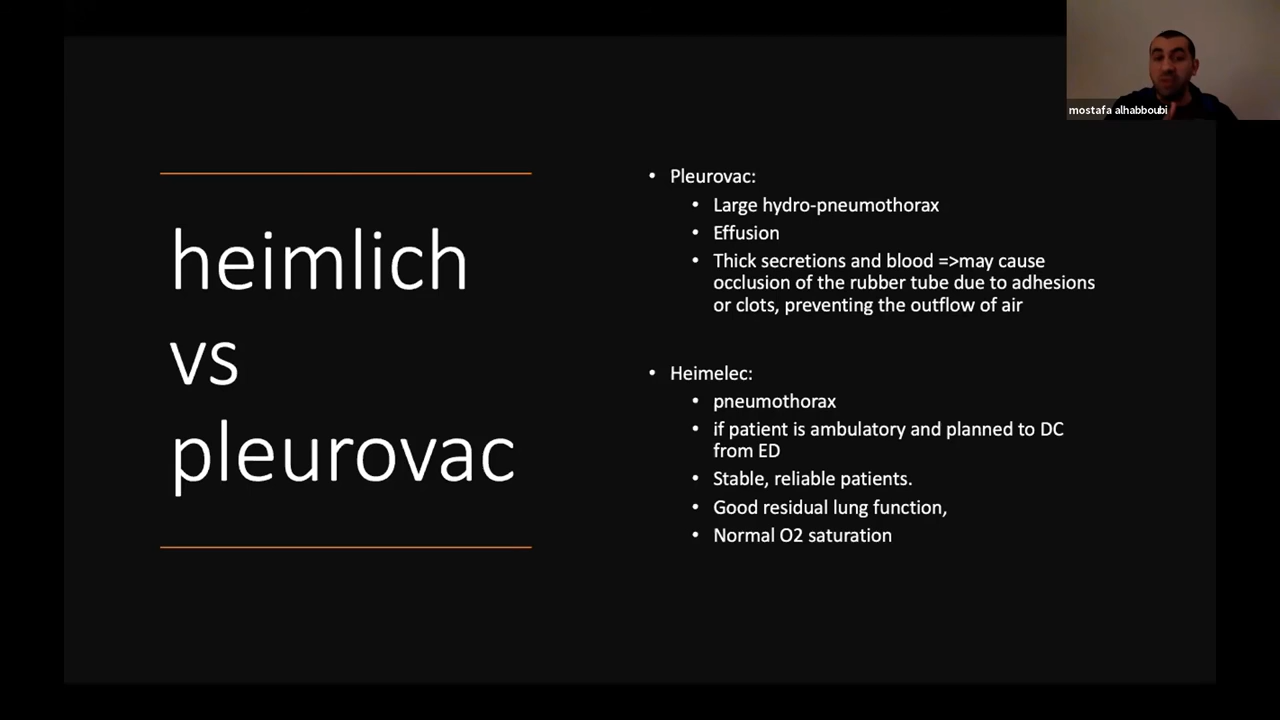 mostafa alhabboubi
heimlich
vs
pleurovac
• Pleurovac:
• Large hydro-pneumothorax
• Effusion
• Thick secretions and blood =>may cause
occlusion of the rubber tube due to adhesions
or clots, preventing the outflow of air
• Heimelec:
• pneumothorax
• if patient is ambulatory and planned to DC
from ED
• Stable, reliable patients.
• Good residual lung function,
• Normal O2 saturation